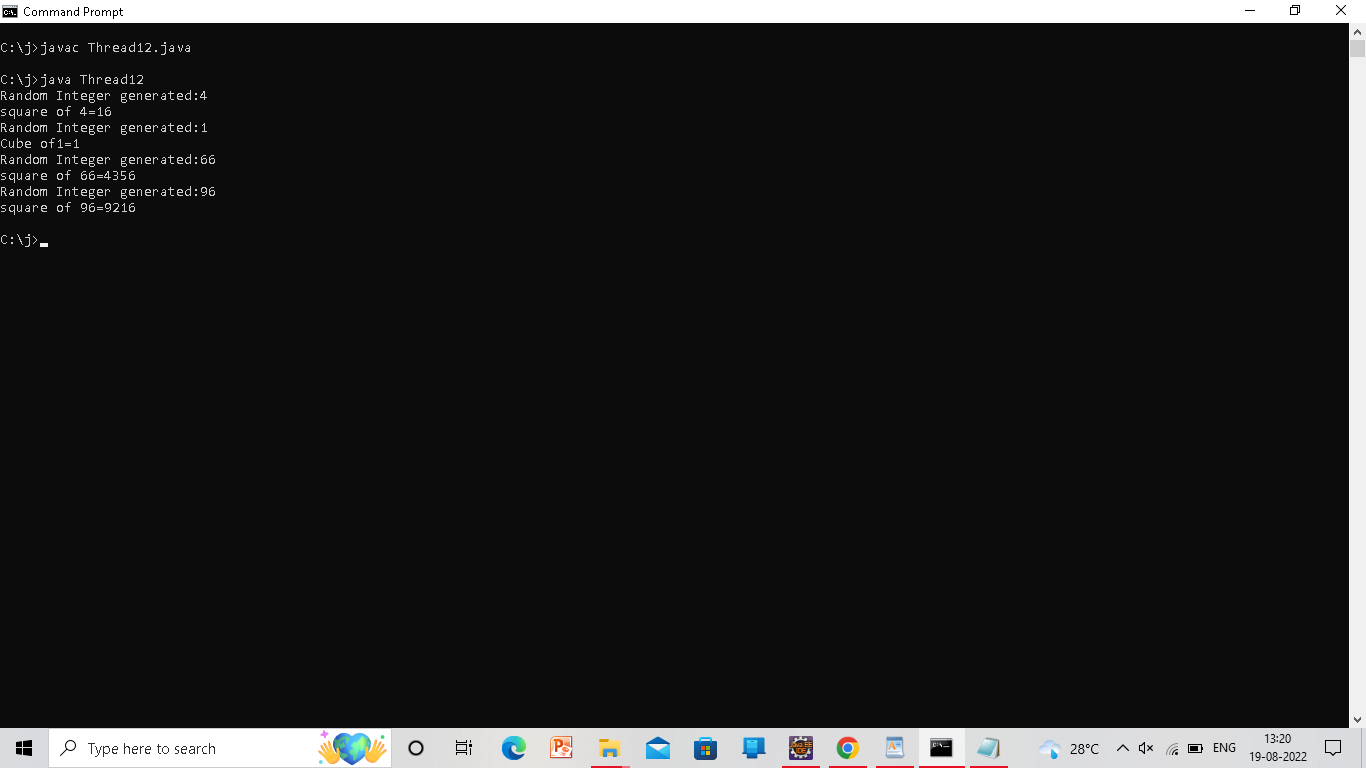 Command Prompt
C:\j>javac Thread12.java
C:\j>java Thread12
Random Integer generated:4
square of 4=16
Random Integer generated:1
Cube of1=1
Random Integer generated:66
square of 66=4356
Random Integer generated:96
square of 96=9216
C:\j>
Type here to search
28°C
ENG
13:20
19-08-2022